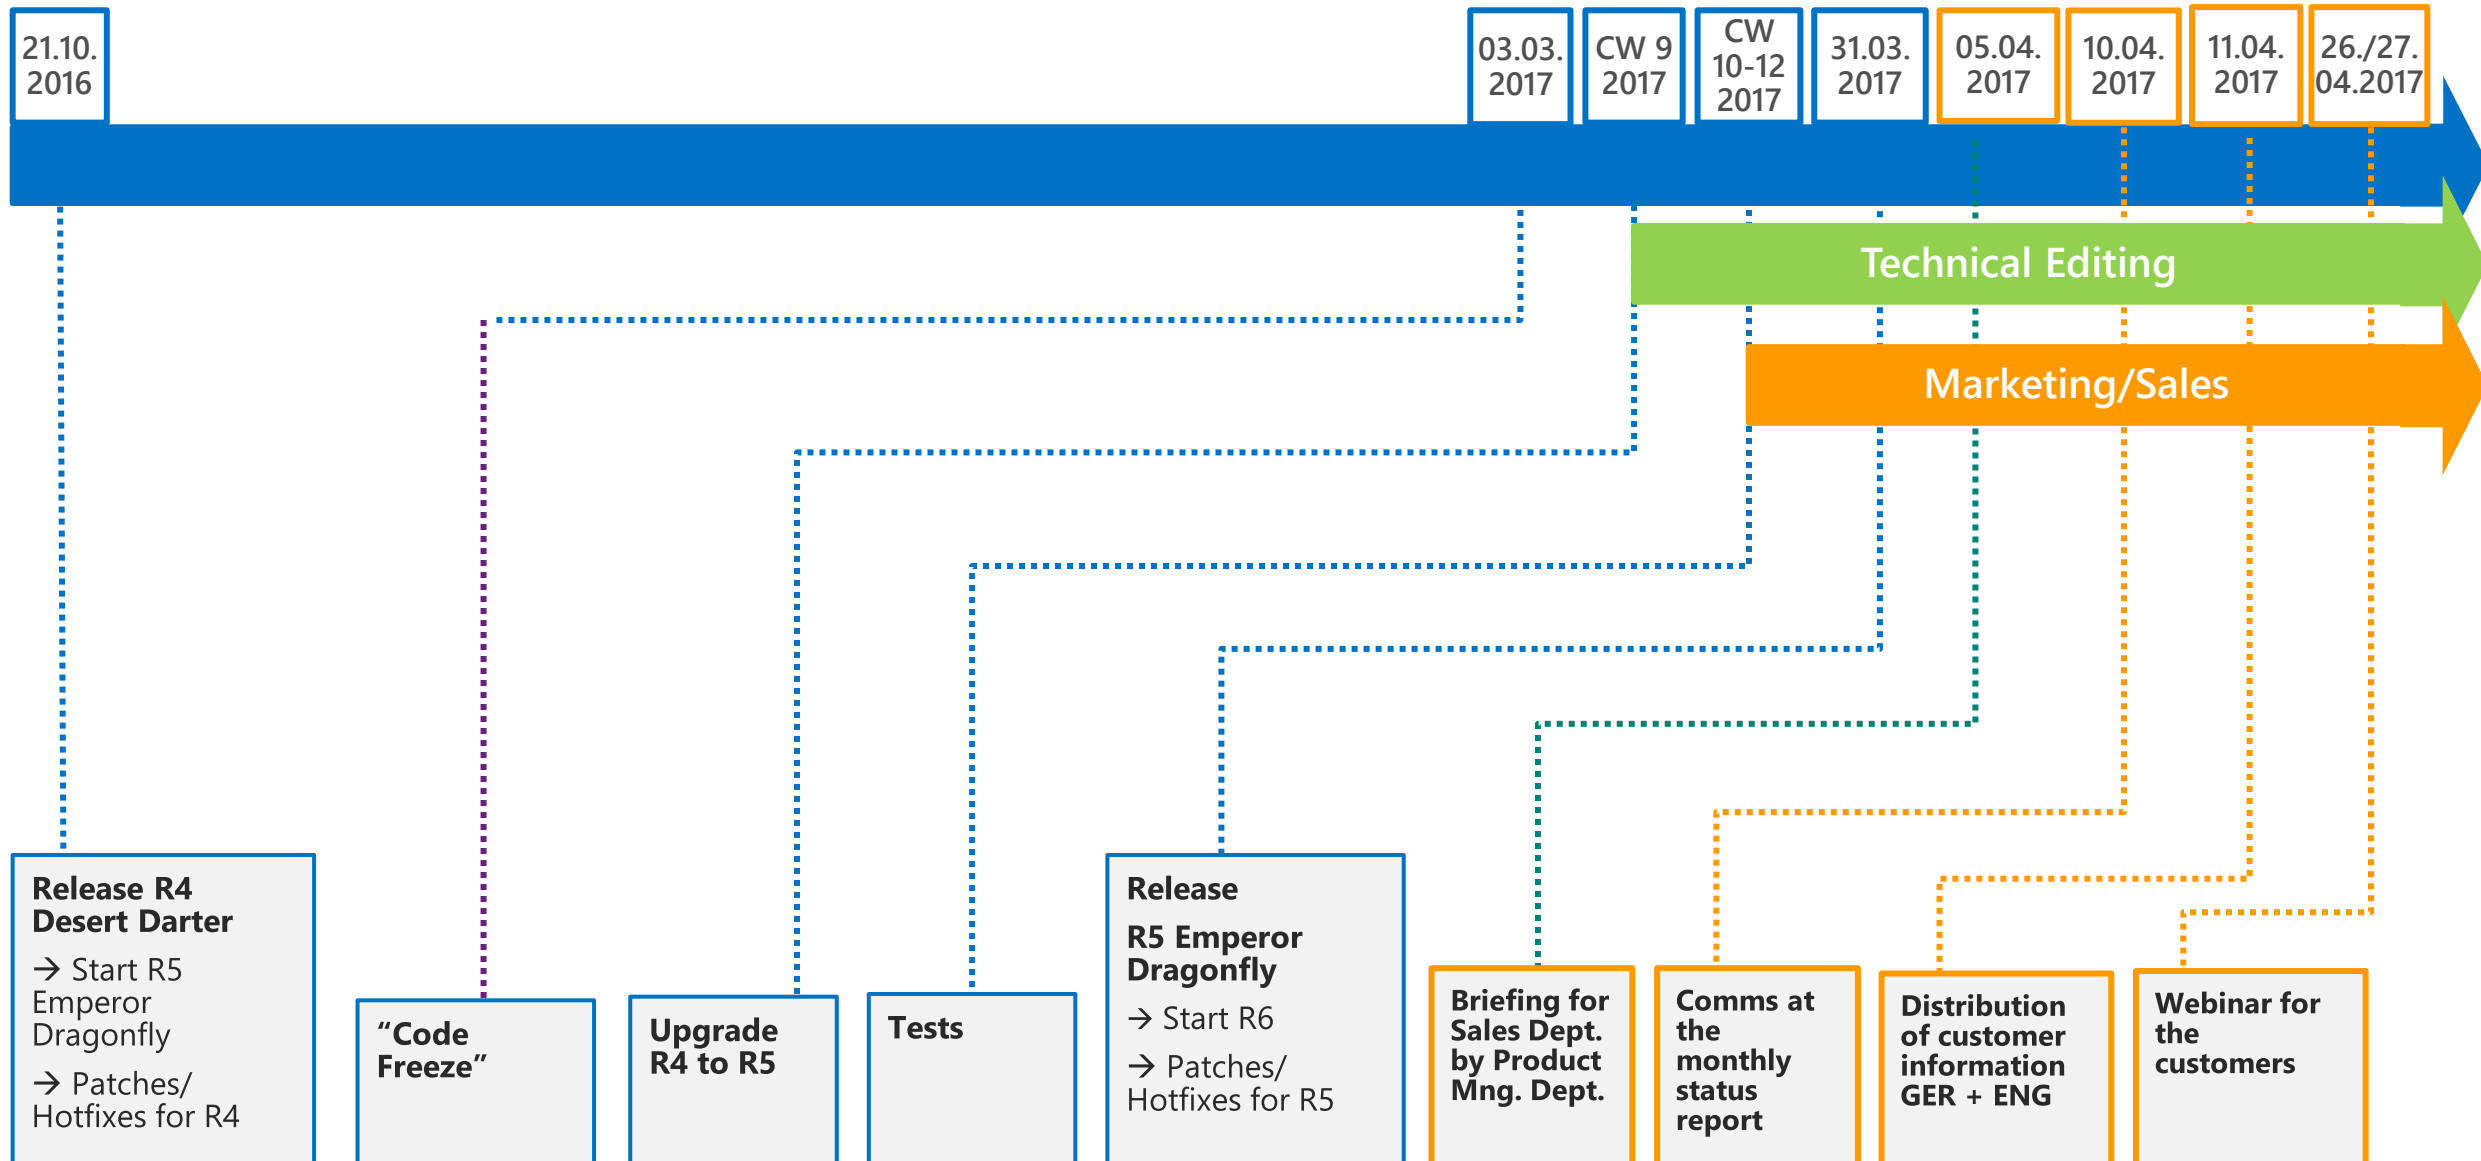 21.10.
2016
03.03.
2017
CW 9
2017
CW
10-12
2017
31.03.
2017
05.04.
2017
10.04.
2017
11.04.
2017
26./27.
04.2017
Technical Editing
Marketing/Sales
Release R4
Desert Darter
→ Start R5
Emperor
Dragonfly
→ Patches/
Hotfixes for R4
“Code
Freeze”
Upgrade
R4 to R5
Tests
Release
R5 Emperor
Dragonfly
→ Start R6
→ Patches/
Hotfixes for R5
Briefing for
Sales Dept.
by Product
Mng. Dept.
Comms at
the
monthly
status
report
Distribution
of customer
information
GER + ENG
Webinar for
the
customers